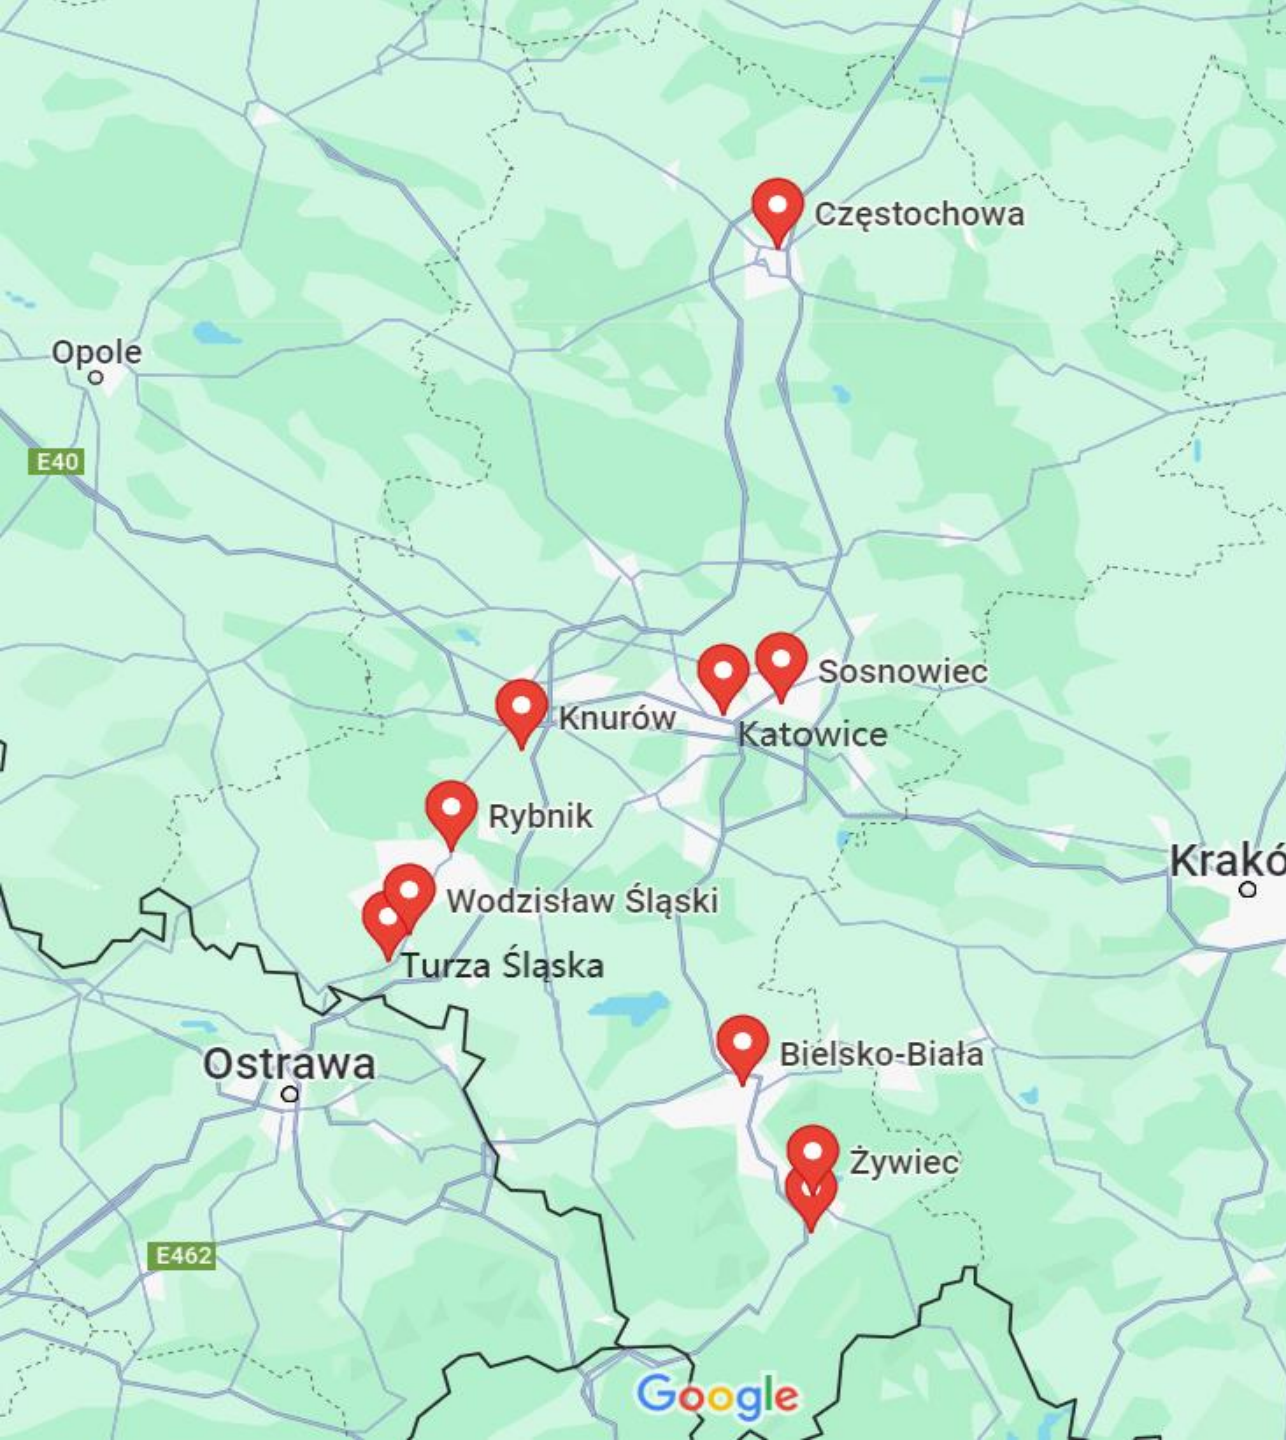 Częstochowa
Opole
E40
Sosnowiec
Knurów
Katowice
Rybnik
Krakó
Wodzisław Śląski
Turza Śląska
Bielsko-Biała
Ostrawa
Żywiec
E462
Google